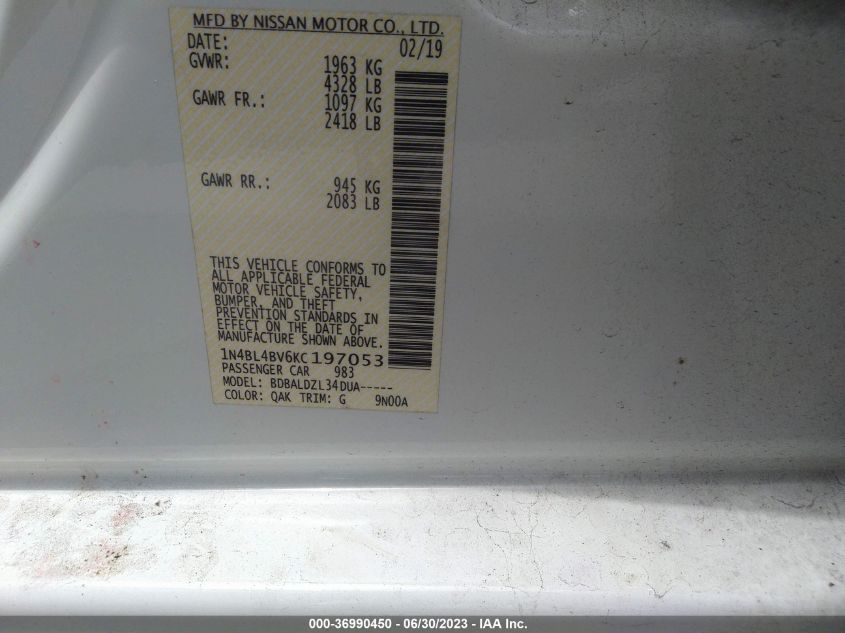 MFD BY NISSAN MOTOR CO., LTD.
DATE: 02/19
GVWR: 1963 KG
4328 LB
GAWR FR.: 1097 KG
2418 LB
GAWR RR.: 945 KG
2083 LB
THIS VEHICLE CONFORMS TO
ALL APPLICABLE FEDERAL
MOTOR VEHICLE SAFETY,
BUMPER, AND THEFT
PREVENTION STANDARDS IN
EFFECT ON THE DATE OF
MANUFACTURE SHOWN ABOVE.
1N4BL4BV6KC197053
PASSENGER CAR 983
MODEL: BDBALDZL34DUA-----
COLOR: QAK TRIM: G 9N00A
000-36990450 - 06/30/2023 - IAA Inc.